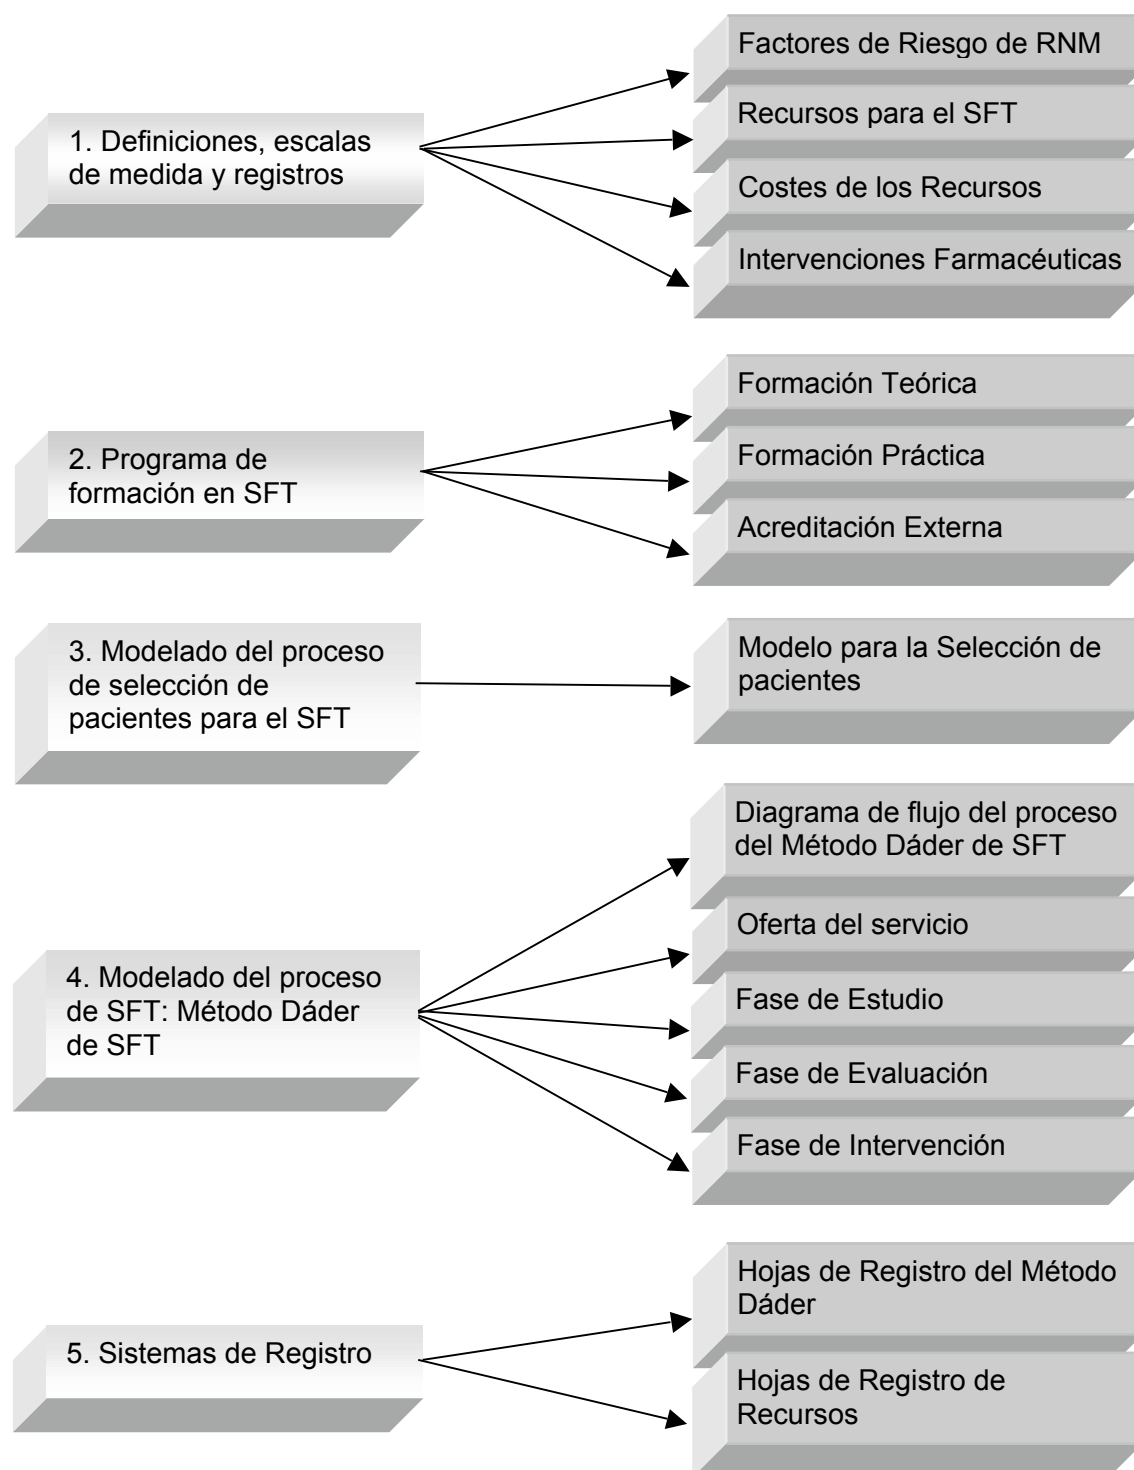 1. Definiciones, escalas
de medida y registros
Factores de Riesgo de RNM
Recursos para el SFT
Costes de los Recursos
Intervenciones Farmacéuticas
2. Programa de
formación en SFT
Formación Teórica
Formación Práctica
Acreditación Externa
3. Modelado del proceso
de selección de
pacientes para el SFT
Modelo para la Selección de
pacientes
4. Modelado del proceso
de SFT: Método Dáder
de SFT
Diagrama de flujo del proceso
del Método Dáder de SFT
Oferta del servicio
Fase de Estudio
Fase de Evaluación
Fase de Intervención
5. Sistemas de Registro
Hojas de Registro del Método
Dáder
Hojas de Registro de
Recursos